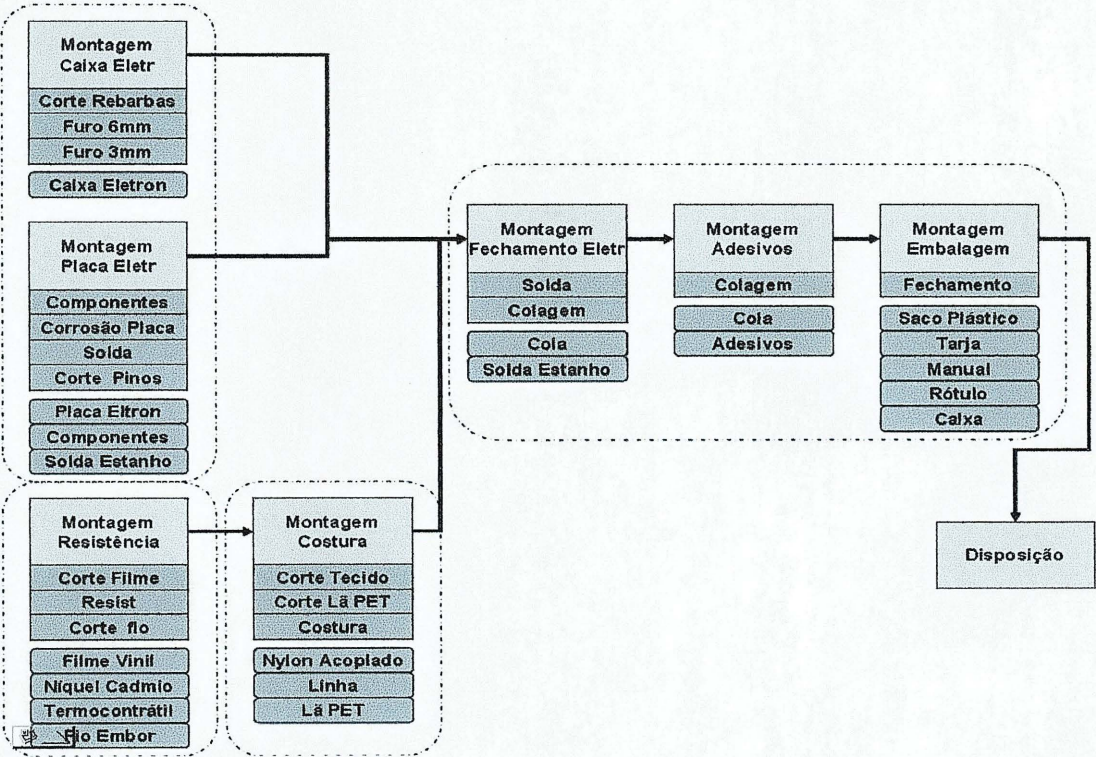 Montagem
Caixa Eletr
Corte Rebarbas
Furo 6mm
Furo 3mm
Caixa Eletron
Montagem
Placa Eletr
Componentes
Corrosão Placa
Solda
Corte Pinos
Placa Eltron
Componentes
Solda Estanho
Montagem
Resistência
Corte Filme
Resist
Corte fio
Filme Vinil
Níquel Cadmio
Termocontrátil
Fio Embor
Montagem
Costura
Corte Tecido
Corte Lã PET
Costura
Nylon Acoplado
Linha
Lã PET
Montagem
Fechamento Eletr
Solda
Colagem
Cola
Solda Estanho
Montagem
Adesivos
Colagem
Cola
Adesivos
Montagem
Embalagem
Fechamento
Saco Plástico
Tarja
Manual
Rótulo
Caixa
Disposição